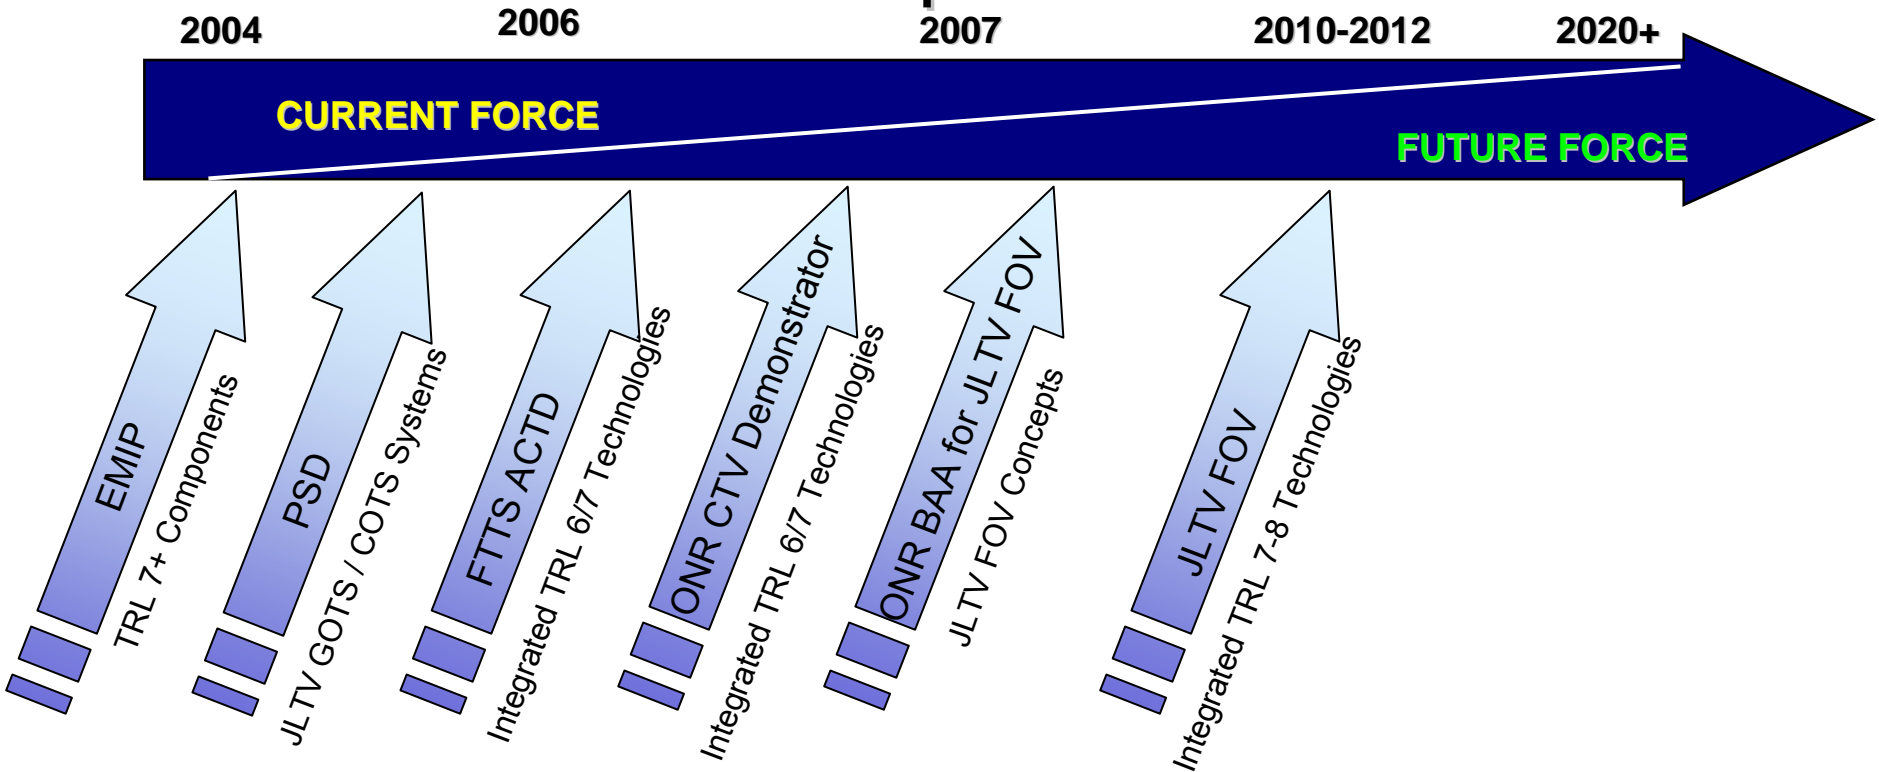 2004
2006
2007
2010-2012
2020+
CURRENT FORCE
FUTURE FORCE
EMIP
TRL 7+ Components
PSD
JLTV GOTS / COTS Systems
FTTS ACTD
Integrated TRL 6/7 Technologies
ONR CTV Demonstrator
Integrated TRL 6/7 Technologies
ONR BAA for JLTV FOV
JLTV FOV Concepts
JLTV FOV
Integrated TRL 7-8 Technologies